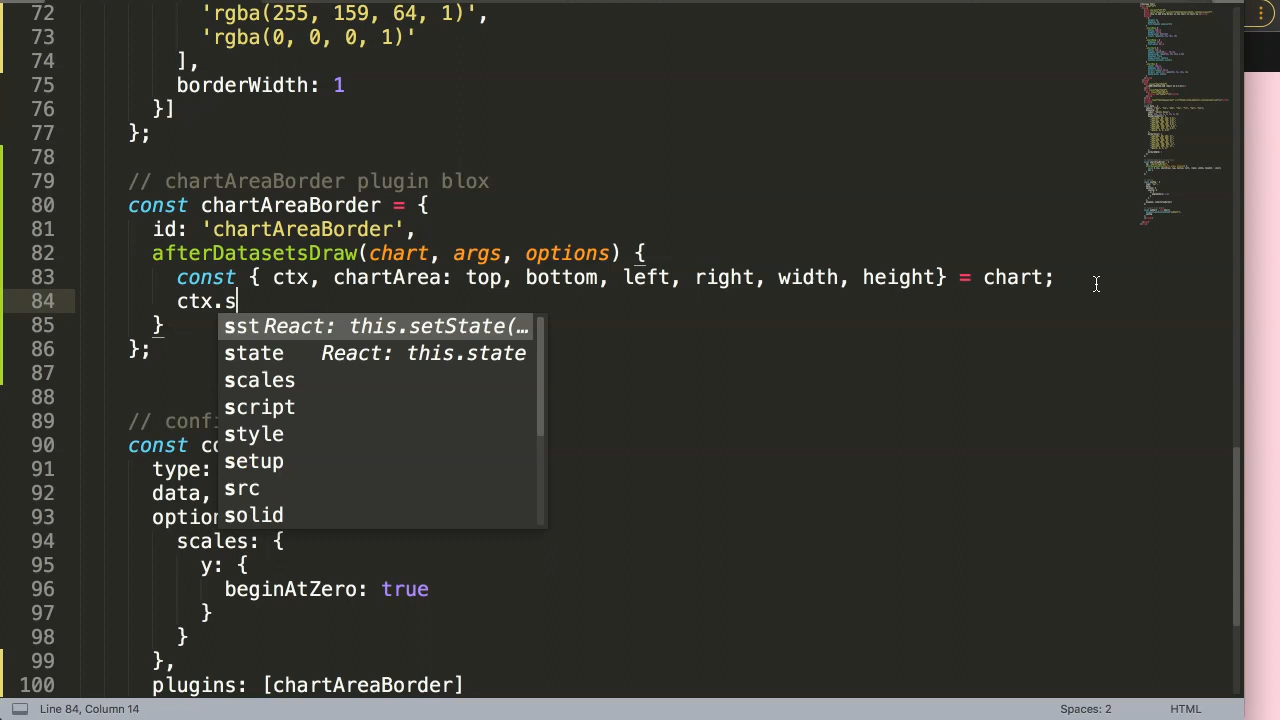 72 'rgba(255, 159, 64, 1)',
73 'rgba(0, 0, 0, 1)'
74 ],
75 borderWidth: 1
76 }]
77 };
78
79 // chartAreaBorder plugin blox
80 const chartAreaBorder = {
81 id: 'chartAreaBorder',
82 afterDatasetsDraw(chart, args, options) {
83 const { ctx, chartArea: top, bottom, left, right, width, height} = chart;
84 ctx.s
85 }
sst React: this.setState(…
86 };
state React: this.state
87
scales
88
script
89 // confi
style
90 const co
setup
91 type:
src
92 data,
solid
93 option
94 scales: {
95 y: {
96 beginAtZero: true
97 }
98 }
99 },
100 plugins: [chartAreaBorder]
Line 84, Column 14
Spaces: 2
HTML